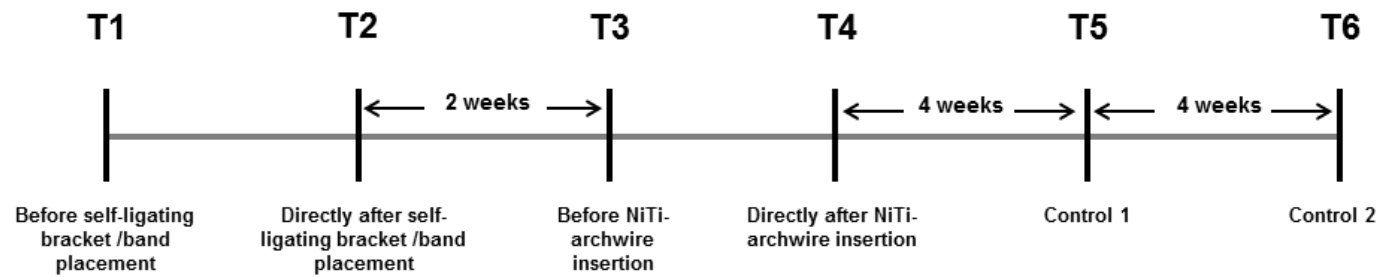 T1 T2 T3 T4 T5 T6
2 weeks 4 weeks 4 weeks
Before self-ligating
bracket /band
placement
Directly after self-
ligating bracket /band
placement
Before NiTi-
archwire
insertion
Directly after NiTi-
archwire insertion
Control 1
Control 2